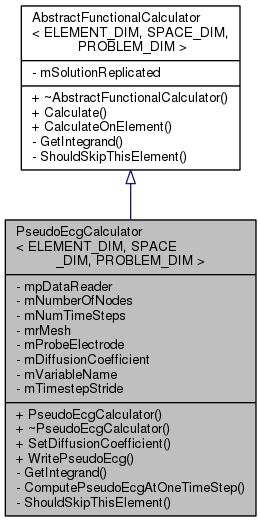 AbstractFunctionalCalculator
< ELEMENT_DIM, SPACE_DIM,
PROBLEM_DIM >
- mSolutionReplicated
+ ~AbstractFunctionalCalculator()
+ Calculate()
+ CalculateOnElement()
- GetIntegrand()
- ShouldSkipThisElement()
PseudoEcgCalculator
< ELEMENT_DIM, SPACE
_DIM, PROBLEM_DIM >
- mpDataReader
- mNumberOfNodes
- mNumTimeSteps
- mrMesh
- mProbeElectrode
- mDiffusionCoefficient
- mVariableName
- mTimestepStride
+ PseudoEcgCalculator()
+ ~PseudoEcgCalculator()
+ SetDiffusionCoefficient()
+ WritePseudoEcg()
- GetIntegrand()
- ComputePseudoEcgAtOneTimeStep()
- ShouldSkipThisElement()